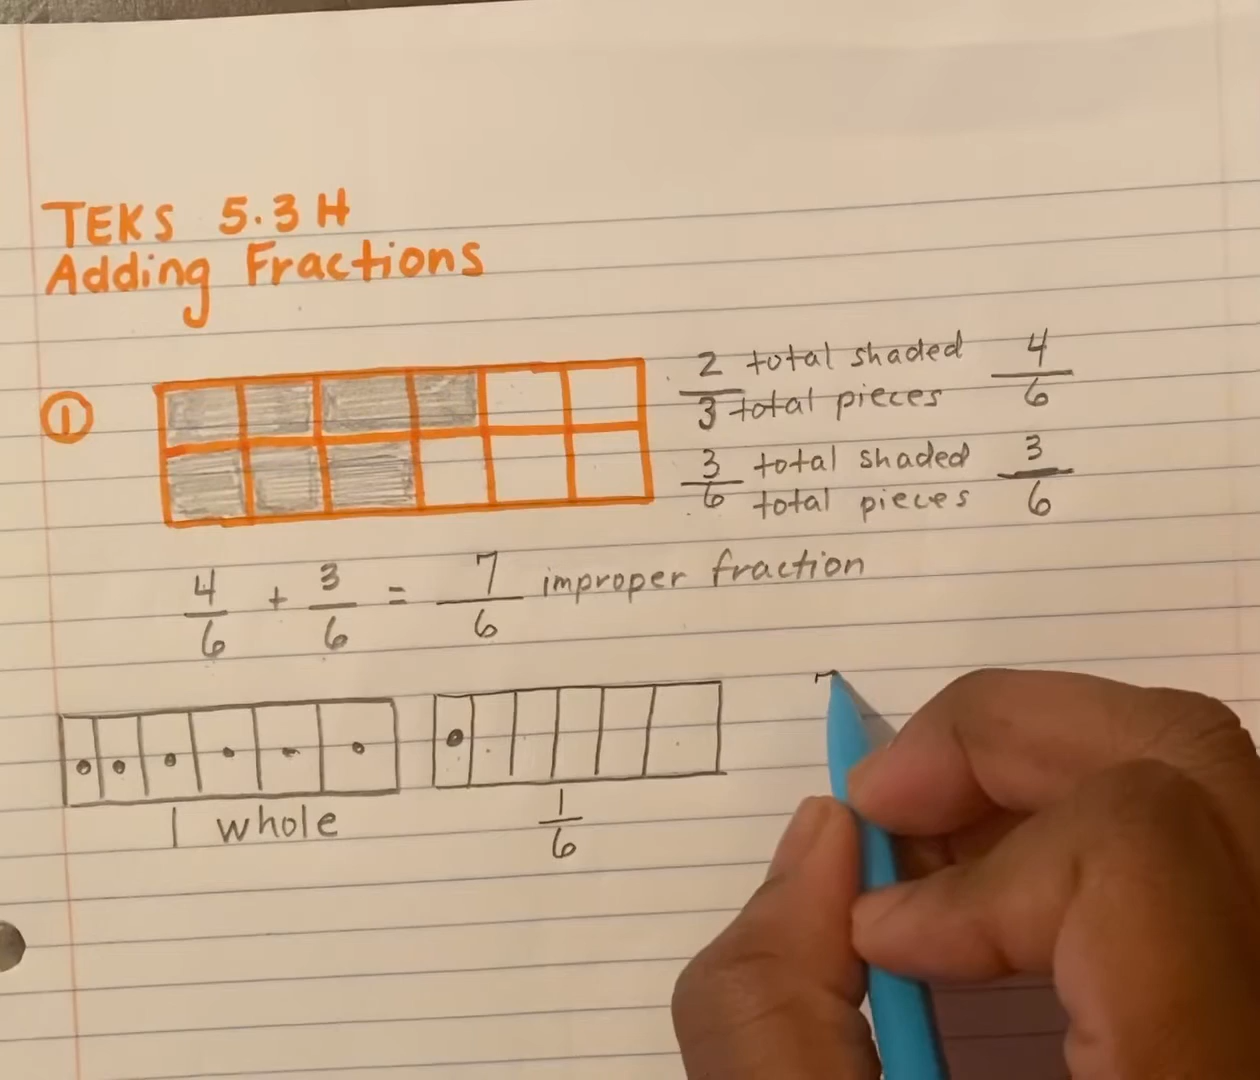 TEKS 5.3H
Adding Fractions
① 2/3 total shaded total pieces 4/6
3/6 total shaded total pieces 3/6
4/6 + 3/6 = 7/6 improper fraction
1 whole 1/6